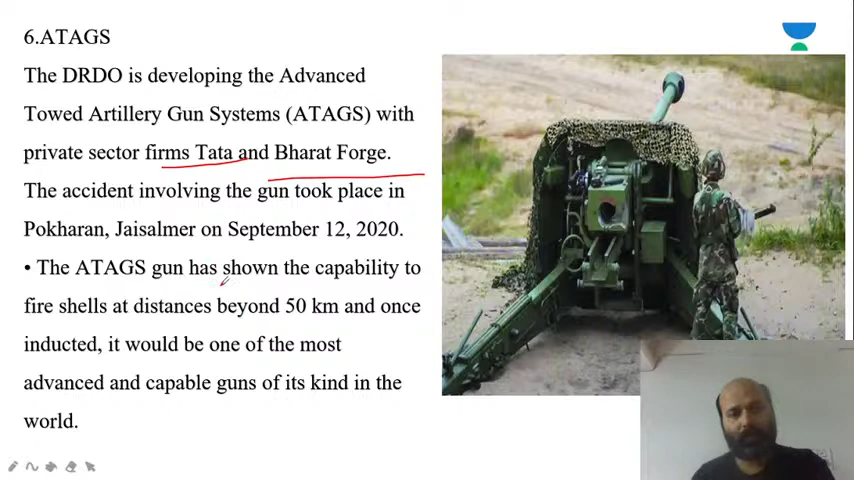 6.ATAGS
The DRDO is developing the Advanced
Towed Artillery Gun Systems (ATAGS) with
private sector firms Tata and Bharat Forge.
The accident involving the gun took place in
Pokharan, Jaisalmer on September 12, 2020.
• The ATAGS gun has shown the capability to
fire shells at distances beyond 50 km and once
inducted, it would be one of the most
advanced and capable guns of its kind in the
world.